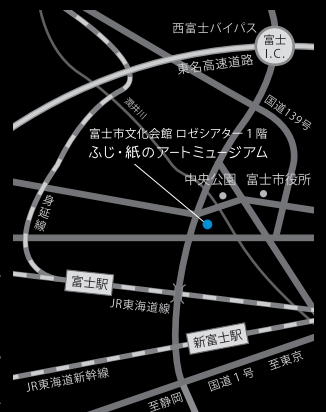 西富士バイパス
富士
I.C.
東名高速道路
国道139号
潤井川
富士市文化会館 ロゼシアター1階
ふじ・紙のアートミュージアム
中央公園
富士市役所
身延線
富士駅
JR東海道線
新富士駅
JR東海道新幹線
国道1号
至東京
至静岡